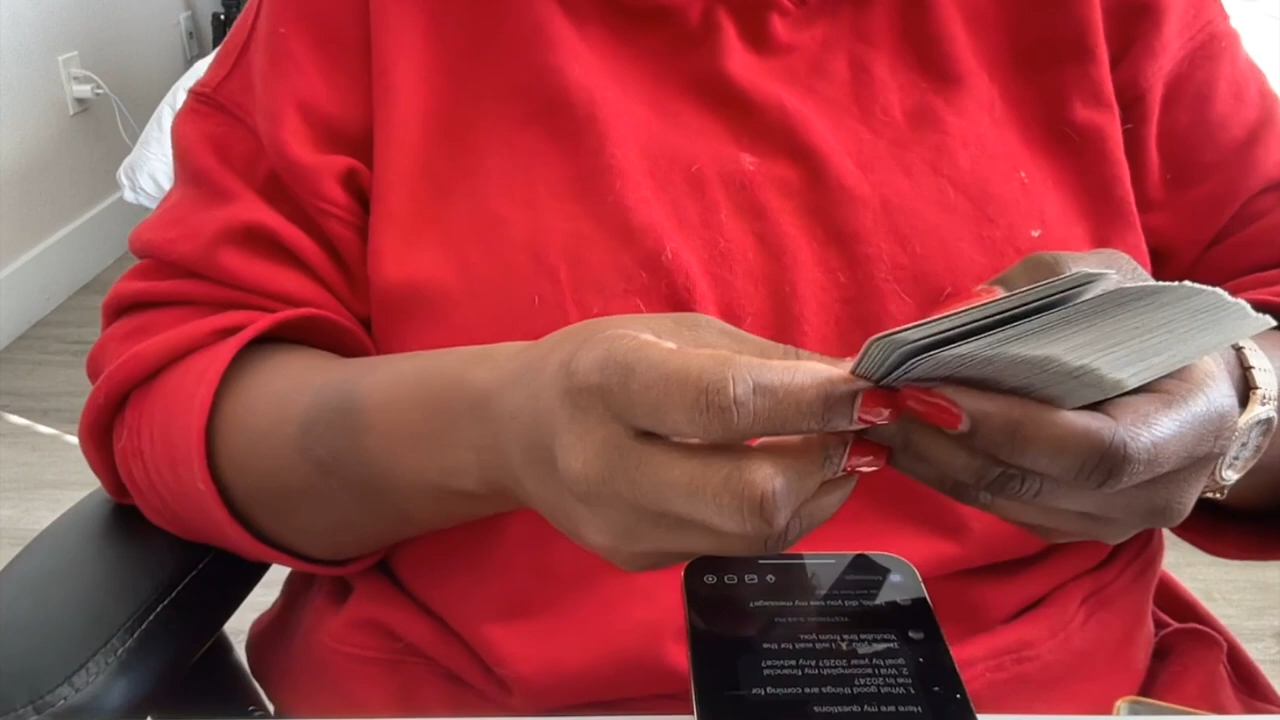 Here are my questions
1. What good things are coming for
me in 2024?
2. Will I accomplish my financial
goal by year 2025? Any advice?
Thank you 🙏 I will wait for the
Youtube link from you.
YESTERDAY
Hello, did you see my message?